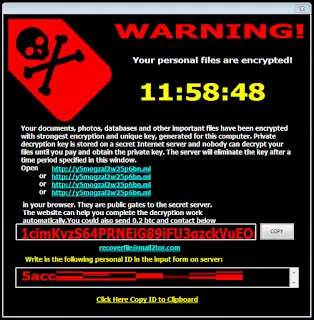 WARNING!
Your personal files are encrypted!
11:58:48
Your documents, photos, databases and other important files have been encrypted
with strongest encryption and unique key, generated for this computer. Private
decryption key is stored on a secret Internet server and nobody can decrypt your
files until you pay and obtain the private key. The server will eliminate the key after a
time period specified in this window.
Open http://y5mogzal2w25p6bn.ml
or http://y5mogzal2w25p6bn.ml
or http://y5mogzal2w25p6bn.ml
or http://y5mogzal2w25p6bn.ml
in your browser. They are public gates to the secret server.
The website can help you complete the decryption work
automatically.You could also send 0.2 btc and contact below
COPY
recoverfile@mail2tor.com
Write in the following personal ID in the input form on server:
5acc
Click Here Copy ID to Clipboard